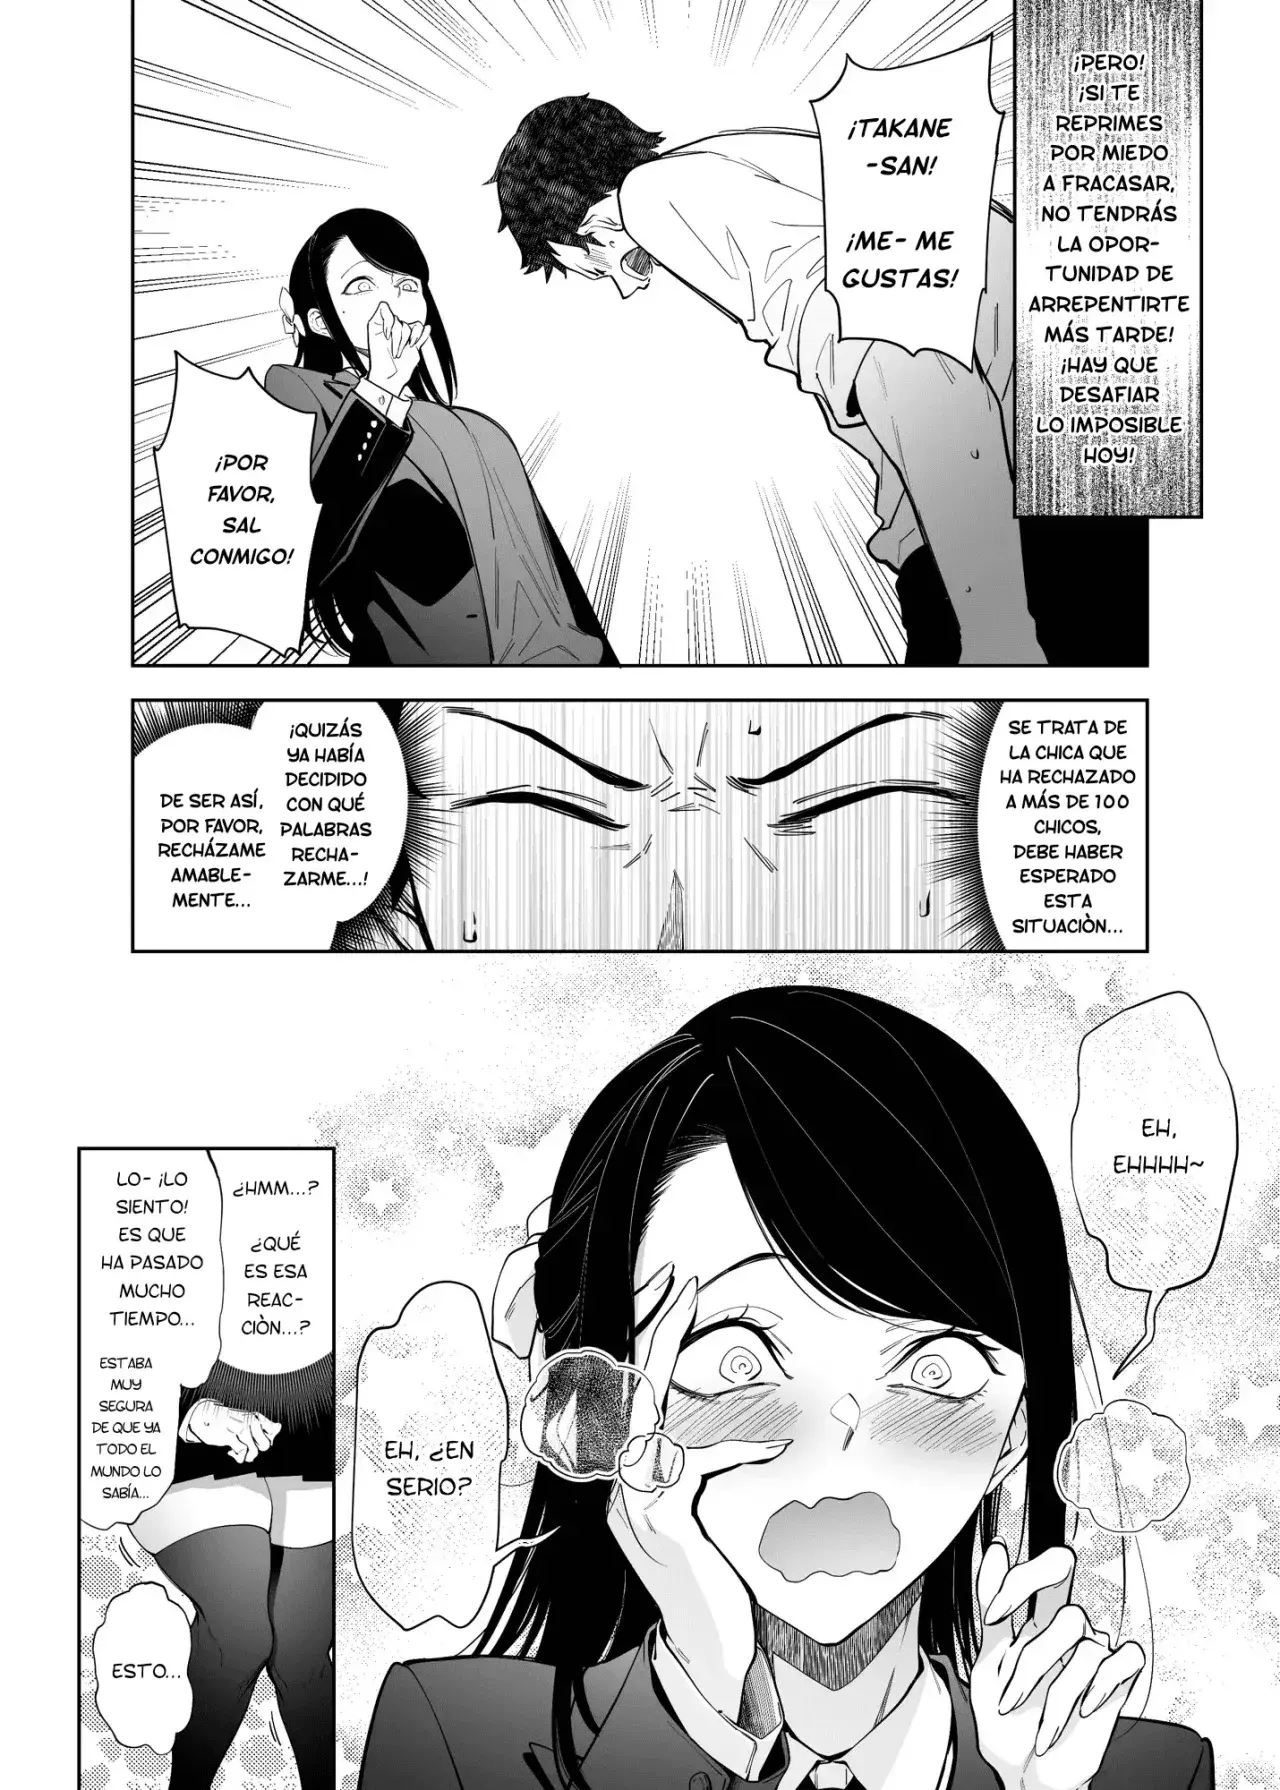 ¡PERO!
¡SI TE
REPRIMES
POR MIEDO
A FRACASAR,
NO TENDRÁS
LA OPOR-
TUNIDAD DE
ARREPENTIRTE
MÁS TARDE!
¡HAY QUE
DESAFIAR
LO IMPOSIBLE
HOY!
¡TAKANE
-SAN!
¡ME- ME
GUSTAS!
¡POR
FAVOR,
SAL
CONMIGO!
SE TRATA DE
LA CHICA QUE
HA RECHAZADO
A MÁS DE 100
CHICOS,
DEBE HABER
ESPERADO
ESTA
SITUACÌÒN...
¡QUIZÁS
YA HABÍA
DECIDIDO
CON QUÉ
PALABRAS
RECHA-
ZARME...!
DE SER ASÍ,
POR FAVOR,
RECHÁZAME
AMABLE-
MENTE...
EH,
EHHHH~
EH, ¿EN
SERIO?
¿HMM...?
¿QUÉ
ES ESA
REAC-
CIÒN...?
LO- ¡LO
SIENTO!
ES QUE
HA PASADO
MUCHO
TIEMPO...
ESTABA
MUY
SEGURA
DE QUE YA
TODO EL
MUNDO LO
SABÍA...
ESTO...